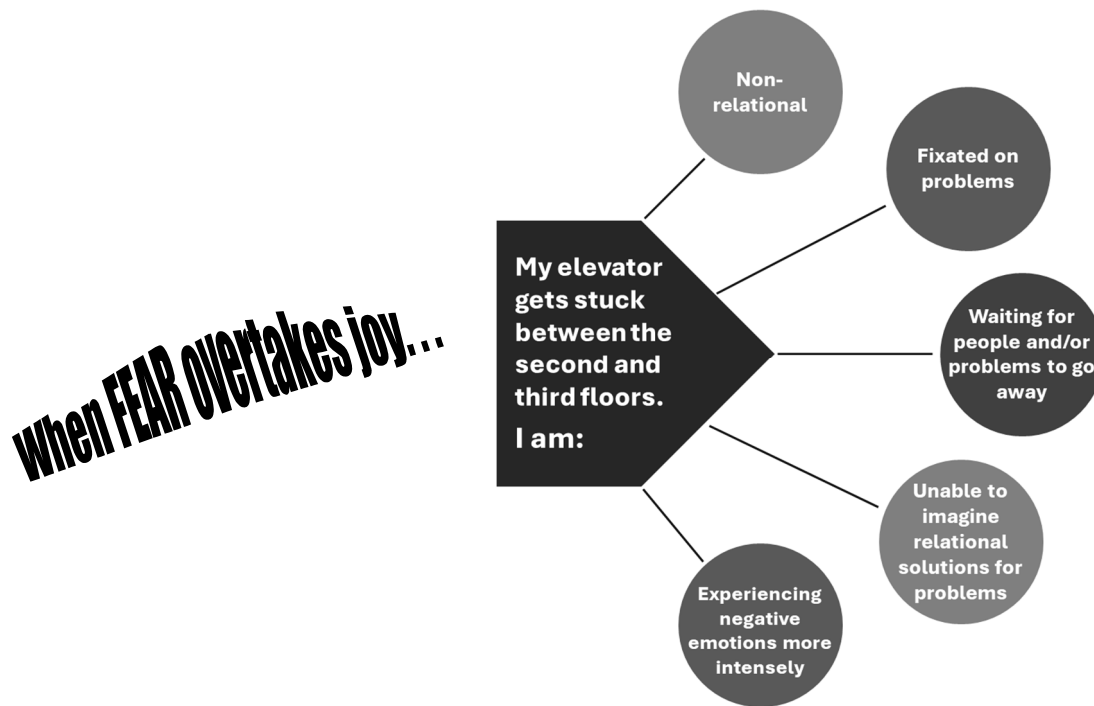 when FEAR overtakes joy...
My elevator
gets stuck
between the
second and
third floors.
I am:
Non-
relational
Fixated on
problems
Waiting for
people and/or
problems to go
away
Unable to
imagine
relational
solutions for
problems
Experiencing
negative
emotions more
intensely